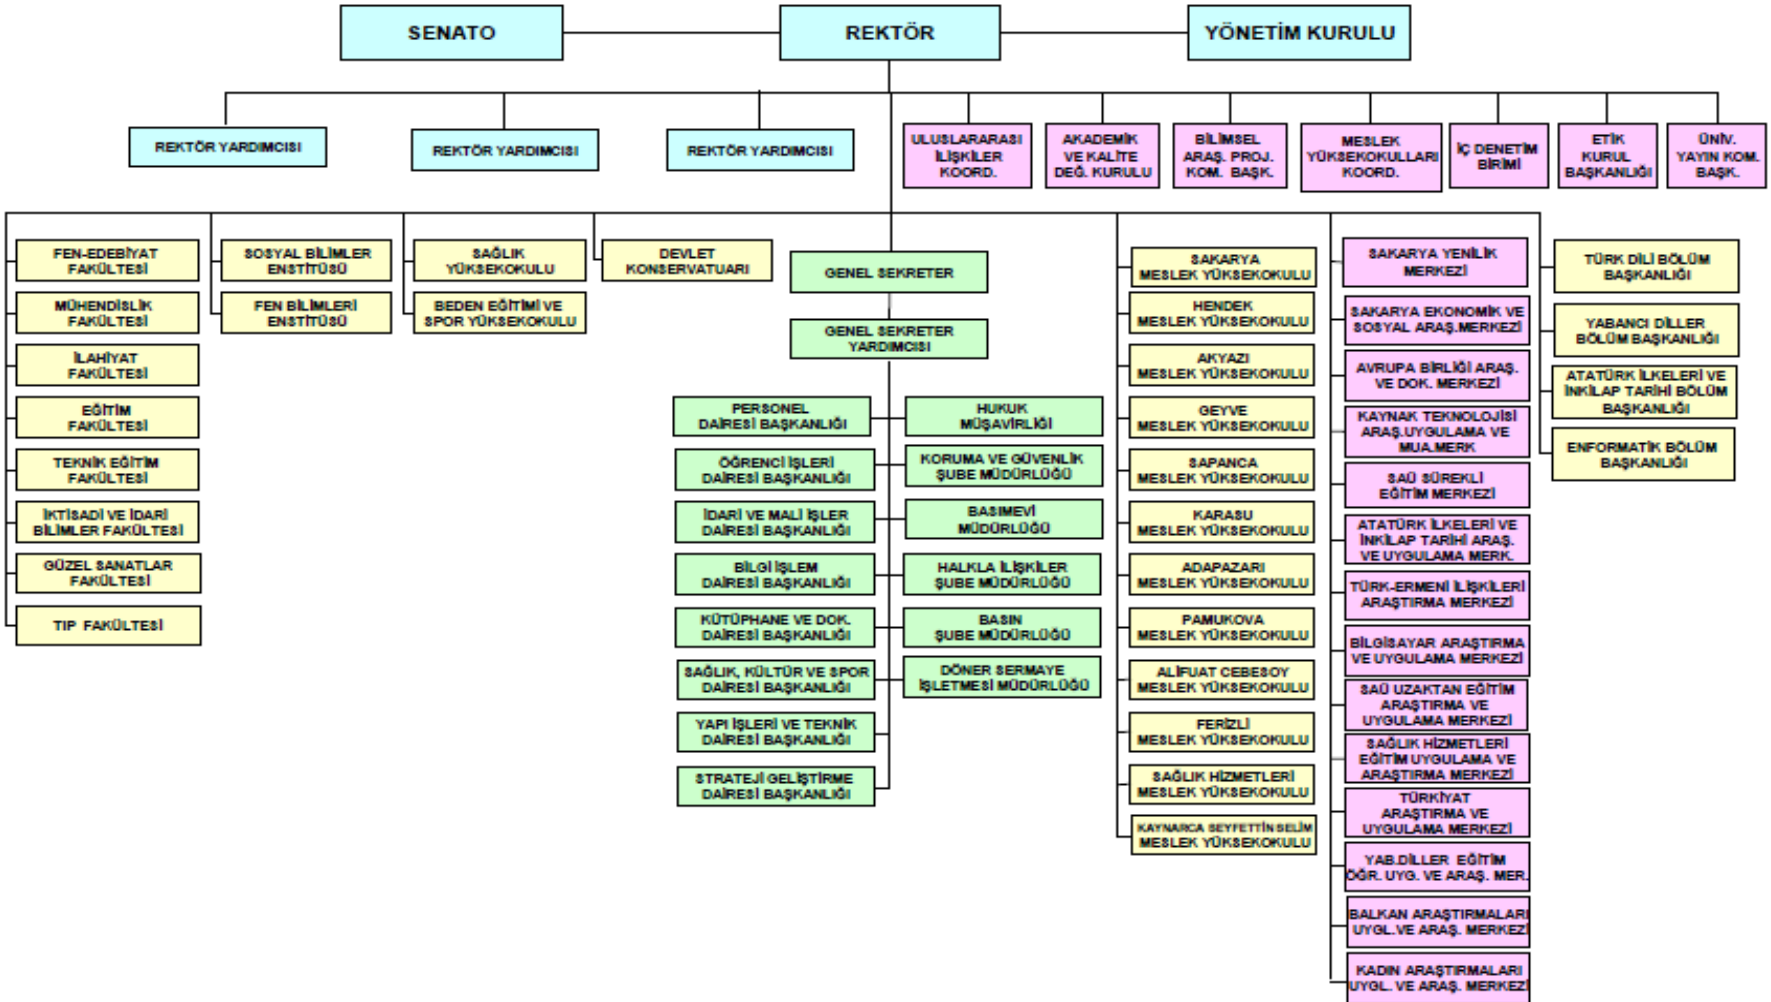 SENATO
REKTÖR
YÖNETİM KURULU
REKTÖR YARDIMCISI
REKTÖR YARDIMCISI
REKTÖR YARDIMCISI
ULUSLARARASI
İLİŞKİLER
KOORD.
AKADEMİK
VE KALİTE
DEĞ. KURULU
BİLİMSEL
ARAŞ. PROJ.
KOM. BAŞK.
MESLEK
YÜKSEKOKULLARI
KOORD.
İÇ DENETİM
BİRİMİ
ETİK
KURUL
BAŞKANLIĞI
ÜNİV.
YAYIN KOM.
BAŞK.
FEN-EDEBİYAT
FAKÜLTESİ
MÜHENDİSLİK
FAKÜLTESİ
İLAHİYAT
FAKÜLTESİ
EĞİTİM
FAKÜLTESİ
TEKNİK EĞİTİM
FAKÜLTESİ
İKTİSADİ VE İDARİ
BİLİMLER FAKÜLTESİ
GÜZEL SANATLAR
FAKÜLTESİ
TIP FAKÜLTESİ
SOSYAL BİLİMLER
ENSTİTÜSÜ
FEN BİLİMLERİ
ENSTİTÜSÜ
SAĞLIK
YÜKSEKOKULU
BEDEN EĞİTİMİ VE
SPOR YÜKSEKOKULU
DEVLET
KONSERVATUARI
GENEL SEKRETER
GENEL SEKRETER
YARDIMCISI
PERSONEL
DAİRESİ BAŞKANLIĞI
ÖĞRENCİ İŞLERİ
DAİRESİ BAŞKANLIĞI
İDARİ VE MALİ İŞLER
DAİRESİ BAŞKANLIĞI
BİLGİ İŞLEM
DAİRESİ BAŞKANLIĞI
KÜTÜPHANE VE DOK.
DAİRESİ BAŞKANLIĞI
SAĞLIK, KÜLTÜR VE SPOR
DAİRESİ BAŞKANLIĞI
YAPI İŞLERİ VE TEKNİK
DAİRESİ BAŞKANLIĞI
STRATEJİ GELİŞTİRME
DAİRESİ BAŞKANLIĞI
HUKUK
MÜŞAVİRLİĞİ
KORUMA VE GÜVENLİK
ŞUBE MÜDÜRLÜĞÜ
BASIMEVİ
MÜDÜRLÜĞÜ
HALKLA İLİŞKİLER
ŞUBE MÜDÜRLÜĞÜ
BASIN
ŞUBE MÜDÜRLÜĞÜ
DÖNER SERMAYE
İŞLETMESİ MÜDÜRLÜĞÜ
SAKARYA
MESLEK YÜKSEKOKULU
HENDEK
MESLEK YÜKSEKOKULU
AKYAZI
MESLEK YÜKSEKOKULU
GEYVE
MESLEK YÜKSEKOKULU
SAPANCA
MESLEK YÜKSEKOKULU
KARASU
MESLEK YÜKSEKOKULU
ADAPAZARI
MESLEK YÜKSEKOKULU
PAMUKOVA
MESLEK YÜKSEKOKULU
ALİFUAT CEBESOY
MESLEK YÜKSEKOKULU
FERİZLİ
MESLEK YÜKSEKOKULU
SAĞLIK HİZMETLERİ
MESLEK YÜKSEKOKULU
KAYNARCA SEYFETTİN SELİM
MESLEK YÜKSEKOKULU
SAKARYA YENİLİK
MERKEZİ
SAKARYA EKONOMİK VE
SOSYAL ARAŞ.MERKEZİ
AVRUPA BİRLİĞİ ARAŞ.
VE DOK. MERKEZİ
KAYNAK TEKNOLOJİSİ
ARAŞ.UYGULAMA VE
MUA.MERK
SAÜ SÜREKLİ
EĞİTİM MERKEZİ
ATATÜRK İLKELERİ VE
İNKİLAP TARİHİ ARAŞ.
VE UYGULAMA MERK.
TÜRK-ERMENİ İLİŞKİLERİ
ARAŞTIRMA MERKEZİ
BİLGİSAYAR ARAŞTIRMA
VE UYGULAMA MERKEZİ
SAÜ UZAKTAN EĞİTİM
ARAŞTIRMA VE
UYGULAMA MERKEZİ
SAĞLIK HİZMETLERİ
EĞİTİM UYGULAMA VE
ARAŞTIRMA MERKEZİ
TÜRKİYAT
ARAŞTIRMA VE
UYGULAMA MERKEZİ
YAB.DİLLER EĞİTİM
ÖĞR. UYG. VE ARAŞ. MER.
BALKAN ARAŞTIRMALARI
UYGL.VE ARAŞ. MERKEZİ
KADIN ARAŞTIRMALARI
UYGL. VE ARAŞ. MERKEZİ
TÜRK DİLİ BÖLÜM
BAŞKANLIĞI
YABANCI DİLLER
BÖLÜM BAŞKANLIĞI
ATATÜRK İLKELERİ VE
İNKİLAP TARİHİ BÖLÜM
BAŞKANLIĞI
ENFORMATİK BÖLÜM
BAŞKANLIĞI